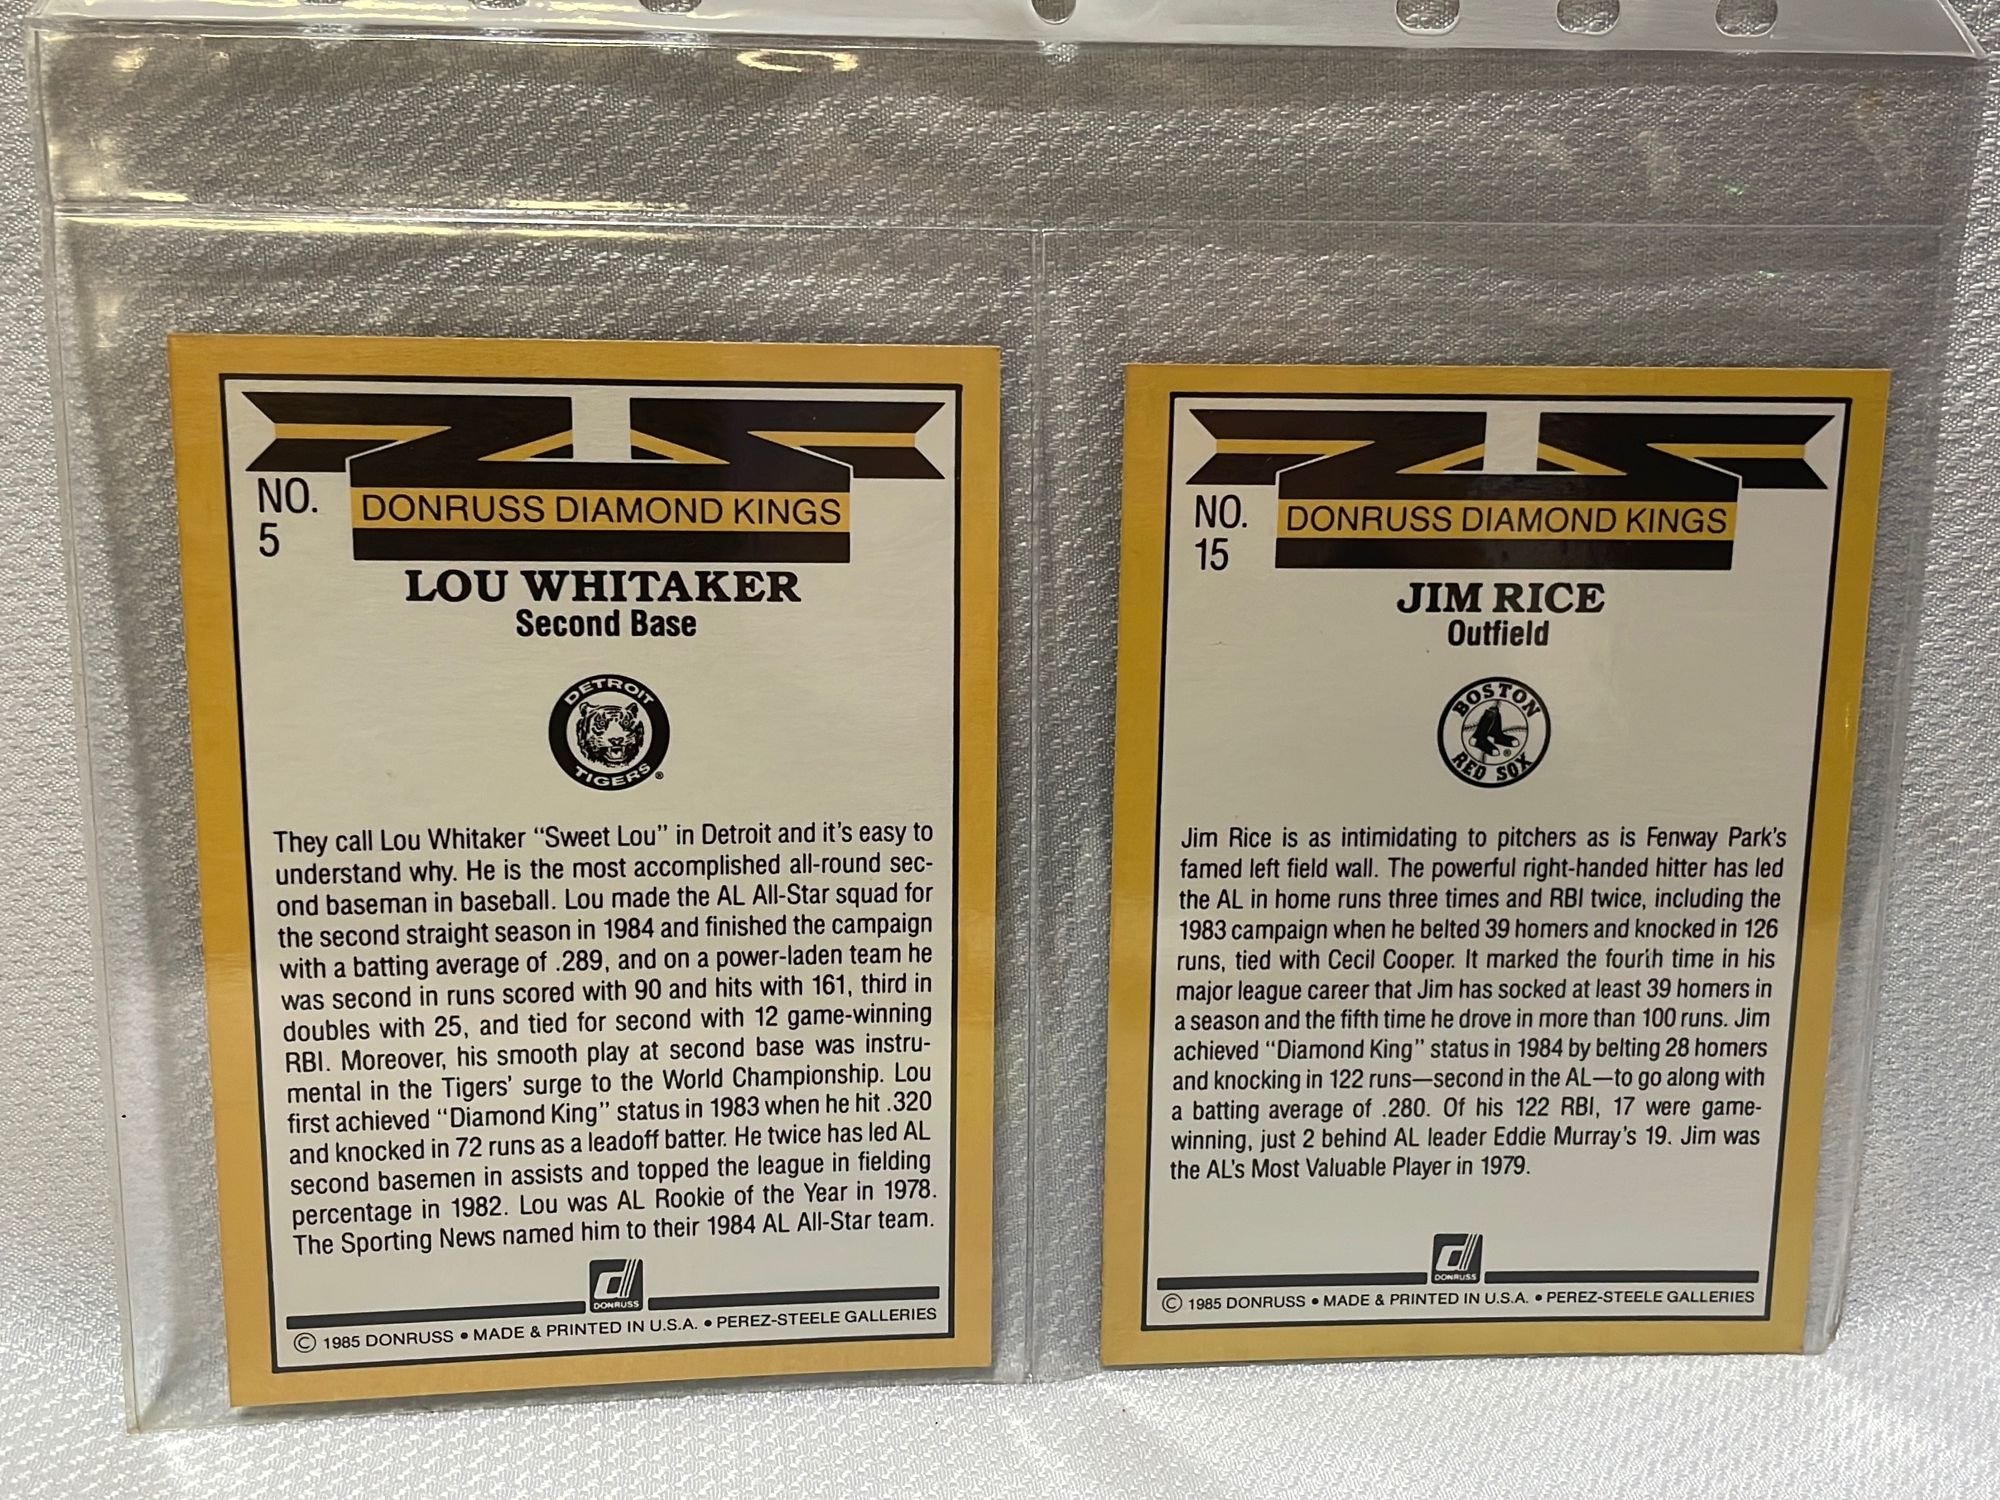 NO.
5
DONRUSS DIAMOND KINGS
LOU WHITAKER
Second Base
DETROIT
TIGERS®
They call Lou Whitaker “Sweet Lou” in Detroit and it's easy to
understand why. He is the most accomplished all-round sec-
ond baseman in baseball. Lou made the AL All-Star squad for
the second straight season in 1984 and finished the campaign
with a batting average of .289, and on a power-laden team he
was second in runs scored with 90 and hits with 161, third in
doubles with 25, and tied for second with 12 game-winning
RBI. Moreover, his smooth play at second base was instru-
mental in the Tigers' surge to the World Championship. Lou
first achieved “Diamond King” status in 1983 when he hit .320
and knocked in 72 runs as a leadoff batter. He twice has led AL
second basemen in assists and topped the league in fielding
percentage in 1982. Lou was AL Rookie of the Year in 1978.
The Sporting News named him to their 1984 AL All-Star team.
d
DONRUSS
© 1985 DONRUSS • MADE & PRINTED IN U.S.A. • PEREZ-STEELE GALLERIES
NO.
15
DONRUSS DIAMOND KINGS
JIM RICE
Outfield
BOSTON
RED SOX
®
Jim Rice is as intimidating to pitchers as is Fenway Park's
famed left field wall. The powerful right-handed hitter has led
the AL in home runs three times and RBI twice, including the
1983 campaign when he belted 39 homers and knocked in 126
runs, tied with Cecil Cooper. It marked the fourth time in his
major league career that Jim has socked at least 39 homers in
a season and the fifth time he drove in more than 100 runs. Jim
achieved “Diamond King” status in 1984 by belting 28 homers
and knocking in 122 runs—second in the AL—to go along with
a batting average of .280. Of his 122 RBI, 17 were game-
winning, just 2 behind AL leader Eddie Murray's 19. Jim was
the AL's Most Valuable Player in 1979.
d
DONRUSS
© 1985 DONRUSS • MADE & PRINTED IN U.S.A. • PEREZ-STEELE GALLERIES